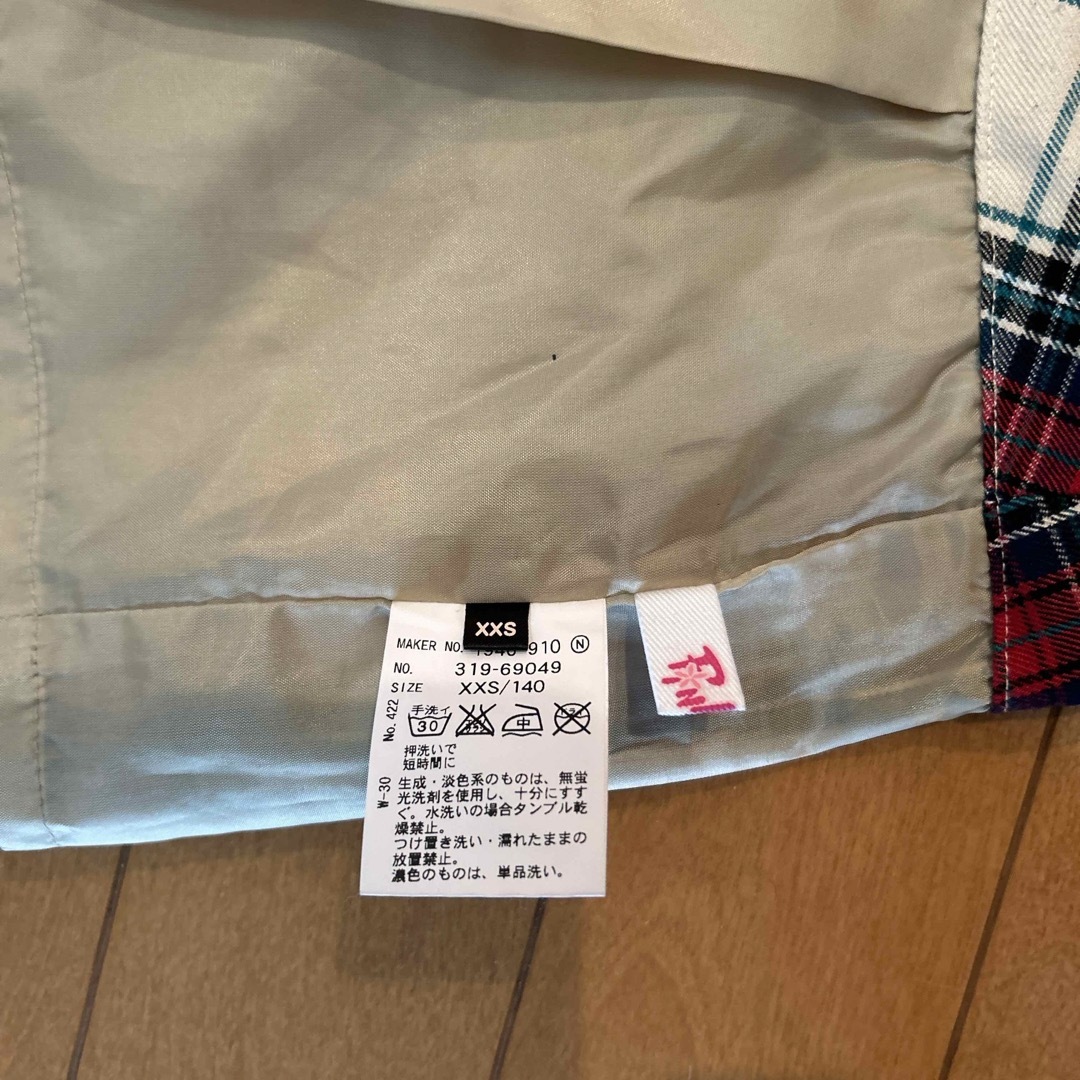 XXS
MAKER NO. 1946-910 Ⓝ
NO. 319-69049
SIZE XXS/140
手洗イ
30
中
押洗いで
短時間に
生成・淡色系のものは、無蛍
光洗剤を使用し、十分にすす
ぐ。水洗いの場合タンブル乾
燥禁止。
つけ置き洗い・濡れたままの
放置禁止。
濃色のものは、単品洗い。
No.422
W-30